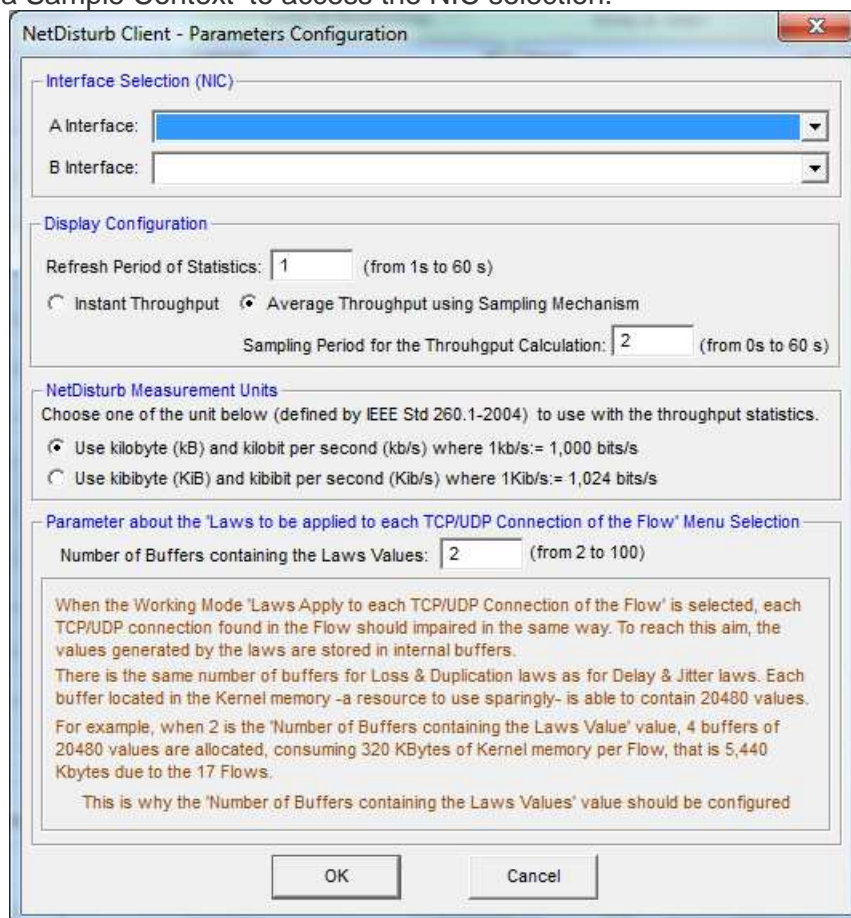 a Sample Context' to access the NIC selection.
NetDisturb Client - Parameters Configuration
Interface Selection (NIC)
A Interface:
B Interface:
Display Configuration
Refresh Period of Statistics: 1 (from 1s to 60 s)
Instant Throughput Average Throughput using Sampling Mechanism
Sampling Period for the Throuhgput Calculation: 2 (from 0s to 60 s)
NetDisturb Measurement Units
Choose one of the unit below (defined by IEEE Std 260.1-2004) to use with the throughput statistics.
Use kilobyte (kB) and kilobit per second (kb/s) where 1kb/s:= 1,000 bits/s
Use kibibyte (KiB) and kibibit per second (Kib/s) where 1Kib/s:= 1,024 bits/s
Parameter about the 'Laws to be applied to each TCP/UDP Connection of the Flow' Menu Selection
Number of Buffers containing the Laws Values: 2 (from 2 to 100)
When the Working Mode 'Laws Apply to each TCP/UDP Connection of the Flow' is selected, each
TCP/UDP connection found in the Flow should impaired in the same way. To reach this aim, the
values generated by the laws are stored in internal buffers.
There is the same number of buffers for Loss & Duplication laws as for Delay & Jitter laws. Each
buffer located in the Kernel memory -a resource to use sparingly- is able to contain 20480 values.
For example, when 2 is the 'Number of Buffers containing the Laws Value' value, 4 buffers of
20480 values are allocated, consuming 320 KBytes of Kernel memory per Flow, that is 5,440
Kbytes due to the 17 Flows.
This is why the 'Number of Buffers containing the Laws Values' value should be configured
OK Cancel